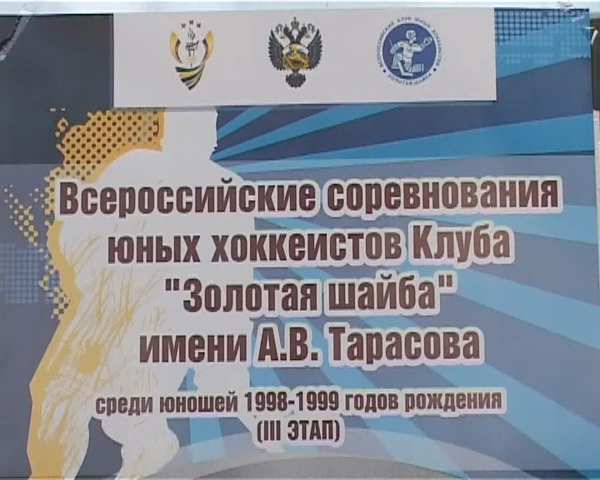 Всероссийские соревнования
юных хоккеистов Клуба
"Золотая шайба"
имени А.В. Тарасова
среди юношей 1998-1999 годов рождения
(III ЭТАП)